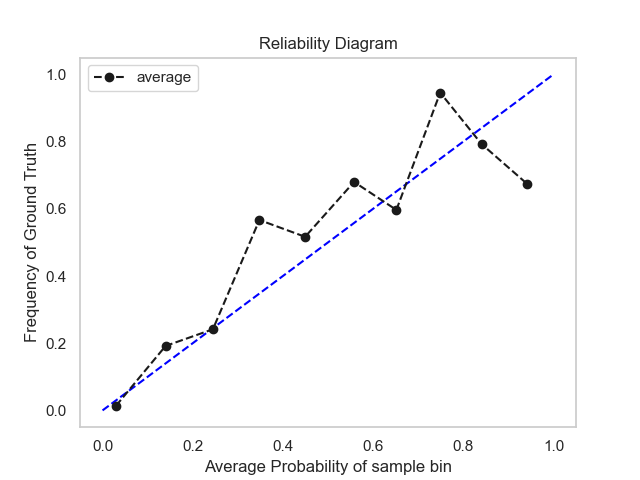 Reliability Diagram
average
Frequency of Ground Truth
1.0
0.8
0.6
0.4
0.2
0.0
0.0 0.2 0.4 0.6 0.8 1.0
Average Probability of sample bin